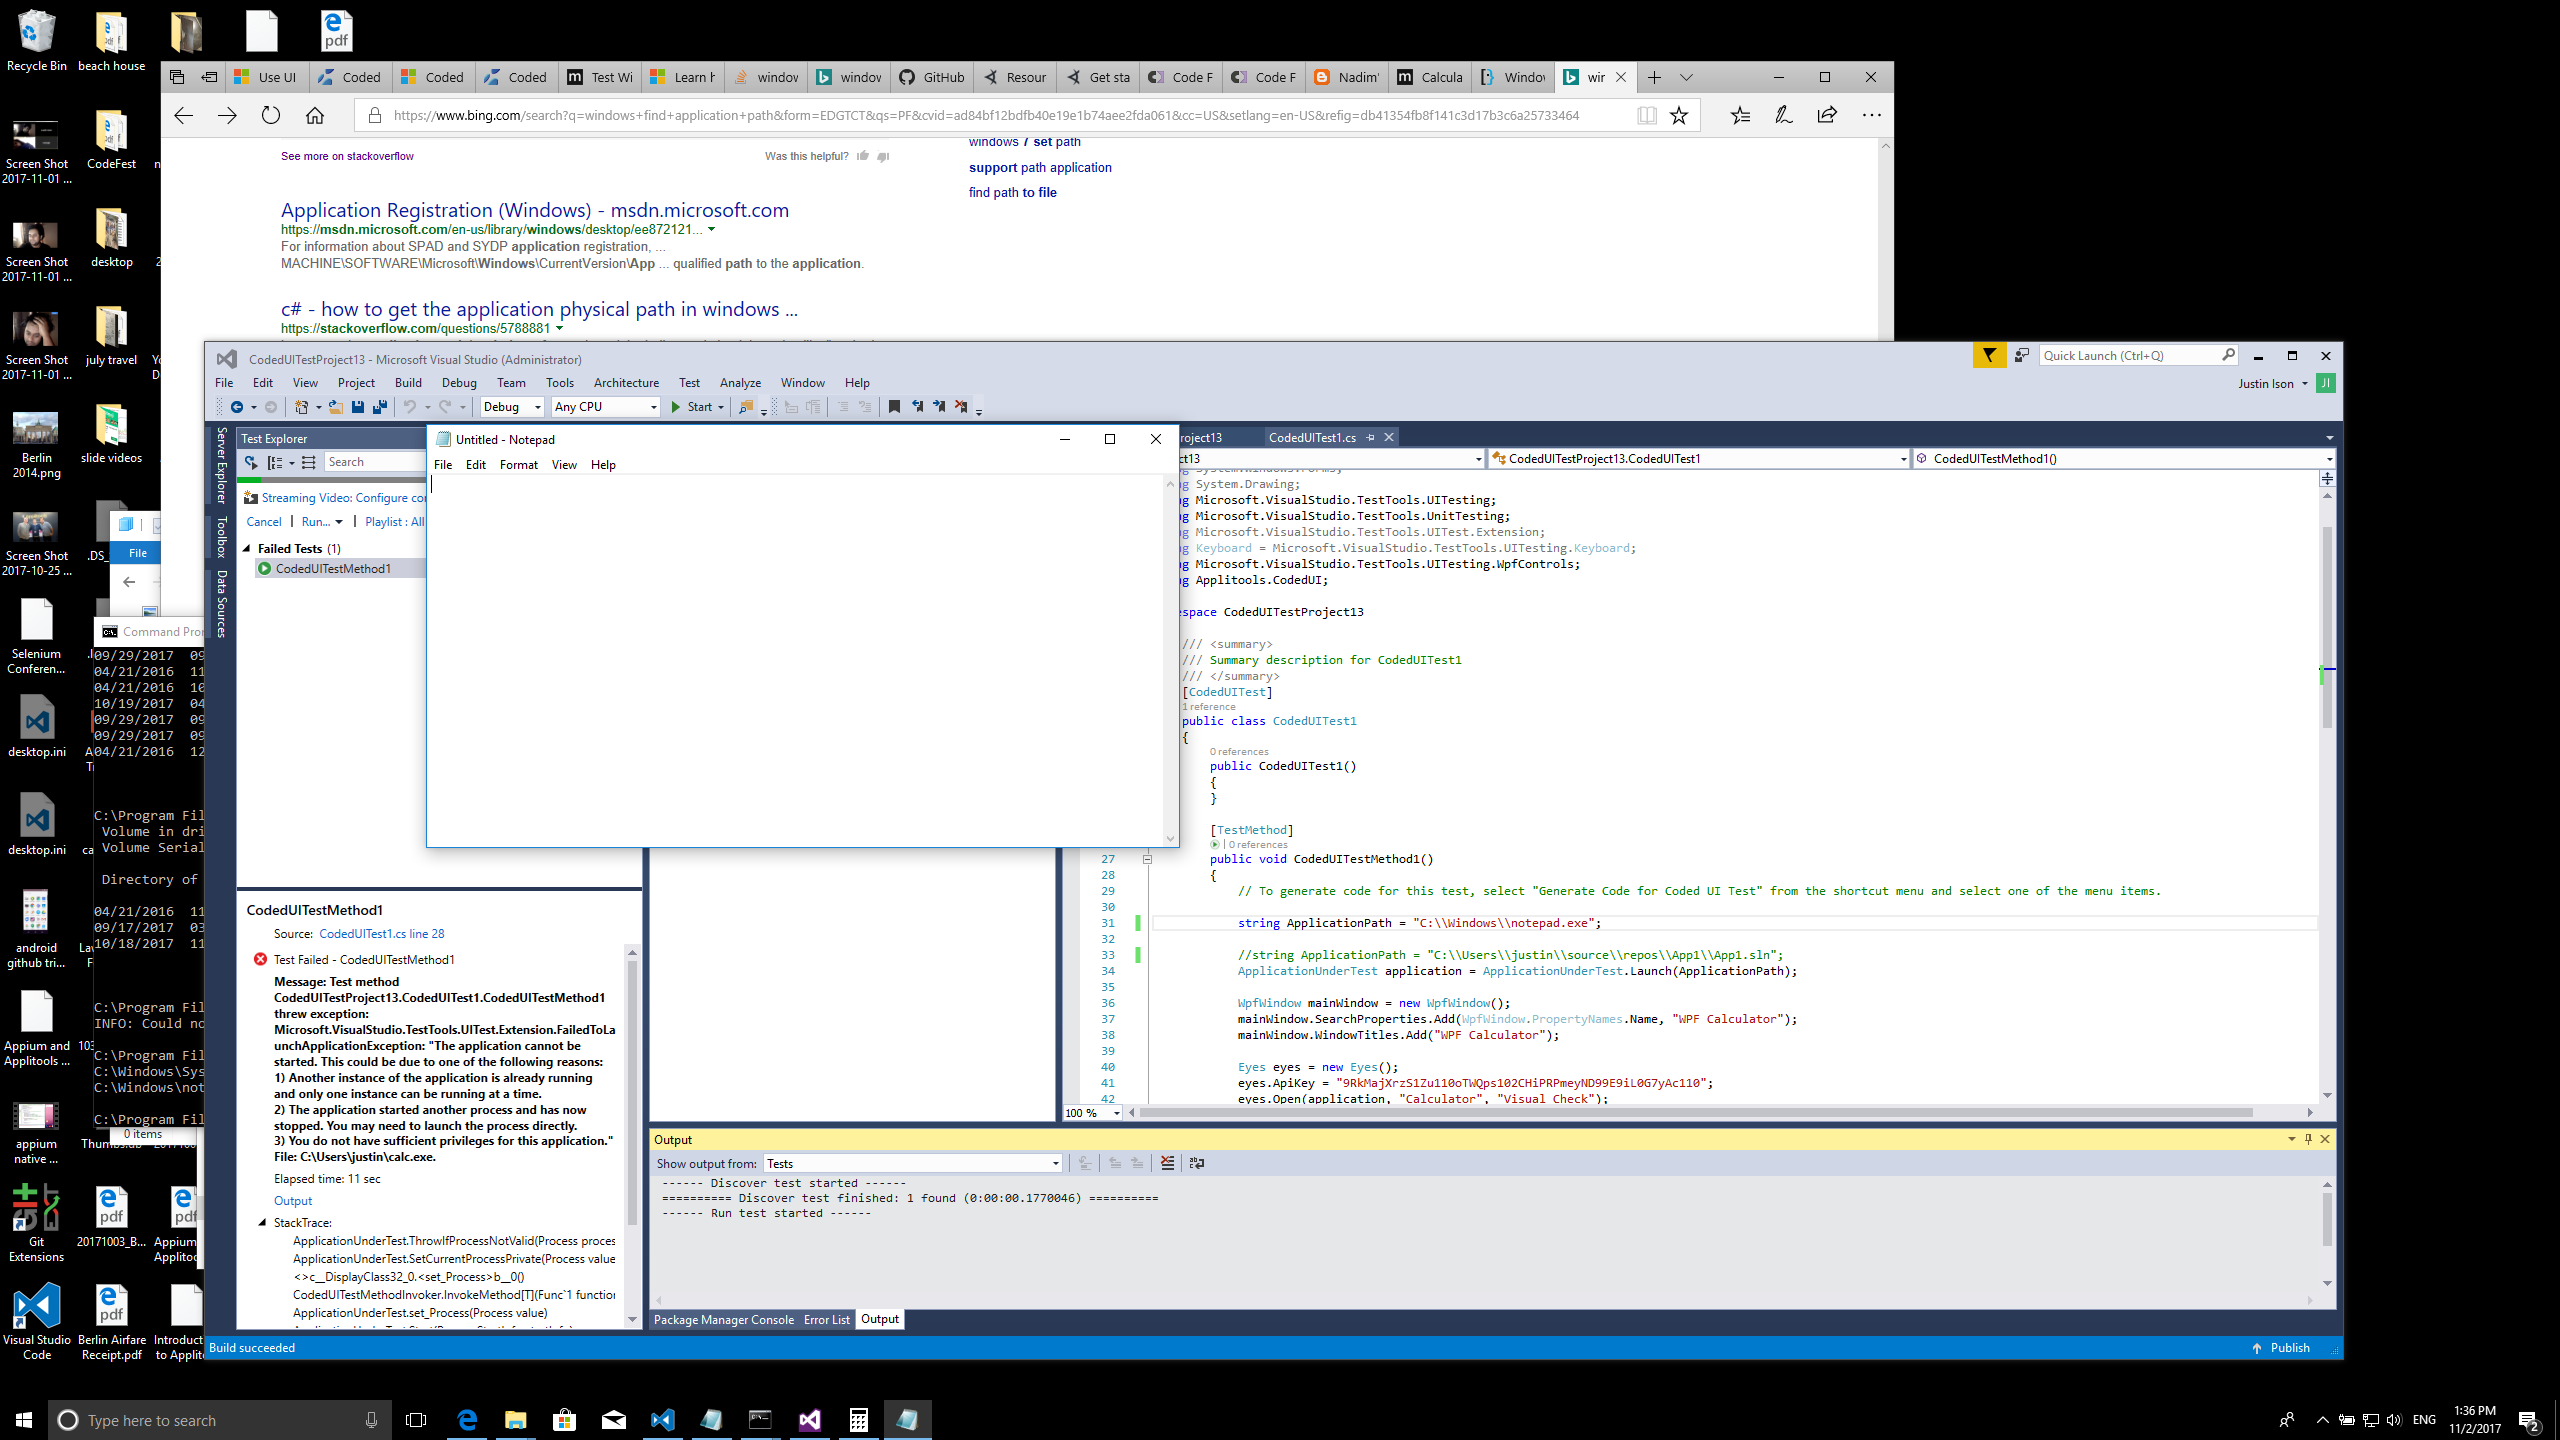 Recycle Bin
beach house
Screen Shot
2017-11-01 ...
CodeFest
Screen Shot
2017-11-01 ...
desktop
Screen Shot
2017-11-01 ...
july travel
Berlin
2014.png
slide videos
Screen Shot
2017-10-25 ...
Selenium
Conferen...
desktop.ini
desktop.ini
android
github tri...
Appium and
Applitools ...
appium
native ...
Thumbs.db
Git
Extensions
20171003_B...
Appium
Applitoo
Visual Studio
Code
Berlin Airfare
Receipt.pdf
Introduct
to Applit
Use UI
Coded
Coded
Coded
Test Wi
Learn h
window
window
GitHub
Resour
Get sta
Code F
Code F
Nadim'
Calcula
Window
wir
https://www.bing.com/search?q=windows+find+application+path&form=EDGTCT&qs=PF&cvid=ad84bf12bdfb40e19e1b74aee2fda061&cc=US&setlang=en-US&refig=db41354fb8f141c3d17b3c6a25733464
See more on stackoverflow
Was this helpful?
windows 7 set path
support path application
find path to file
Application Registration (Windows) - msdn.microsoft.com
https://msdn.microsoft.com/en-us/library/windows/desktop/ee872121...
For information about SPAD and SYDP application registration, ...
MACHINE\SOFTWARE\Microsoft\Windows\CurrentVersion\App ... qualified path to the application.
c# - how to get the application physical path in windows ...
https://stackoverflow.com/questions/5788881
File
Command Pror
09/29/2017 09
04/21/2016 11
04/21/2016 10
10/19/2017 04
09/29/2017 09
09/29/2017 09
04/21/2016 12
C:\Program Fil
Volume in dri
Volume Serial
Directory of
04/21/2016 11
09/17/2017 03
10/18/2017 11
C:\Program Fil
INFO: Could no
C:\Program Fil
C:\Windows\Sys
C:\Windows\not
C:\Program Fil
0 items
CodedUITestProject13 - Microsoft Visual Studio (Administrator)
Quick Launch (Ctrl+Q)
File Edit View Project Build Debug Team Tools Architecture Test Analyze Window Help
Justin Ison
JI
Debug
Any CPU
Start
Server Explorer
Toolbox
Data Sources
Test Explorer
Search
Streaming Video: Configure cor
Cancel | Run... | Playlist : All
Failed Tests (1)
CodedUITestMethod1
Untitled - Notepad
File Edit Format View Help
CodedUITestMethod1
Source: CodedUITest1.cs line 28
Test Failed - CodedUITestMethod1
Message: Test method
CodedUITestProject13.CodedUITest1.CodedUITestMethod1
threw exception:
Microsoft.VisualStudio.TestTools.UITest.Extension.FailedToLa
unchApplicationException: "The application cannot be
started. This could be due to one of the following reasons:
1) Another instance of the application is already running
and only one instance can be running at a time.
2) The application started another process and has now
stopped. You may need to launch the process directly.
3) You do not have sufficient privileges for this application."
File: C:\Users\justin\calc.exe.
Elapsed time: 11 sec
Output
StackTrace:
ApplicationUnderTest.ThrowIfProcessNotValid(Process proces
ApplicationUnderTest.SetCurrentProcessPrivate(Process value
<>c__DisplayClass32_0.<set_Process>b__0()
CodedUITestMethodInvoker.InvokeMethod[T](Func`1 function
ApplicationUnderTest.set_Process(Process value)
roject13
CodedUITest1.cs
ct13
CodedUITestProject13.CodedUITest1
CodedUITestMethod1()
g System.Windows.Forms;
g System.Drawing;
g Microsoft.VisualStudio.TestTools.UITesting;
g Microsoft.VisualStudio.TestTools.UnitTesting;
g Microsoft.VisualStudio.TestTools.UITest.Extension;
g Keyboard = Microsoft.VisualStudio.TestTools.UITesting.Keyboard;
g Microsoft.VisualStudio.TestTools.UITesting.WpfControls;
g Applitools.CodedUI;
espace CodedUITestProject13
/// <summary>
/// Summary description for CodedUITest1
/// </summary>
[CodedUITest]
1 reference
public class CodedUITest1
{
0 references
public CodedUITest1()
{
}
[TestMethod]
| 0 references
27 public void CodedUITestMethod1()
28 {
29 // To generate code for this test, select "Generate Code for Coded UI Test" from the shortcut menu and select one of the menu items.
30
31 string ApplicationPath = "C:\\Windows\\notepad.exe";
32
33 //string ApplicationPath = "C:\\Users\\justin\\source\\repos\\App1\\App1.sln";
34 ApplicationUnderTest application = ApplicationUnderTest.Launch(ApplicationPath);
35
36 WpfWindow mainWindow = new WpfWindow();
37 mainWindow.SearchProperties.Add(WpfWindow.PropertyNames.Name, "WPF Calculator");
38 mainWindow.WindowTitles.Add("WPF Calculator");
39
40 Eyes eyes = new Eyes();
41 eyes.ApiKey = "9RkMajXrzS1Zu110oTWQps102CHiPRPmeyND99E9iL0G7yAc110";
42 eyes.Open(application, "Calculator", "Visual Check");
100 %
Output
Show output from: Tests
------ Discover test started ------
========== Discover test finished: 1 found (0:00:00.1770046) ==========
------ Run test started ------
Package Manager Console
Error List
Output
Build succeeded
Publish
Type here to search
ENG
1:36 PM
11/2/2017
2